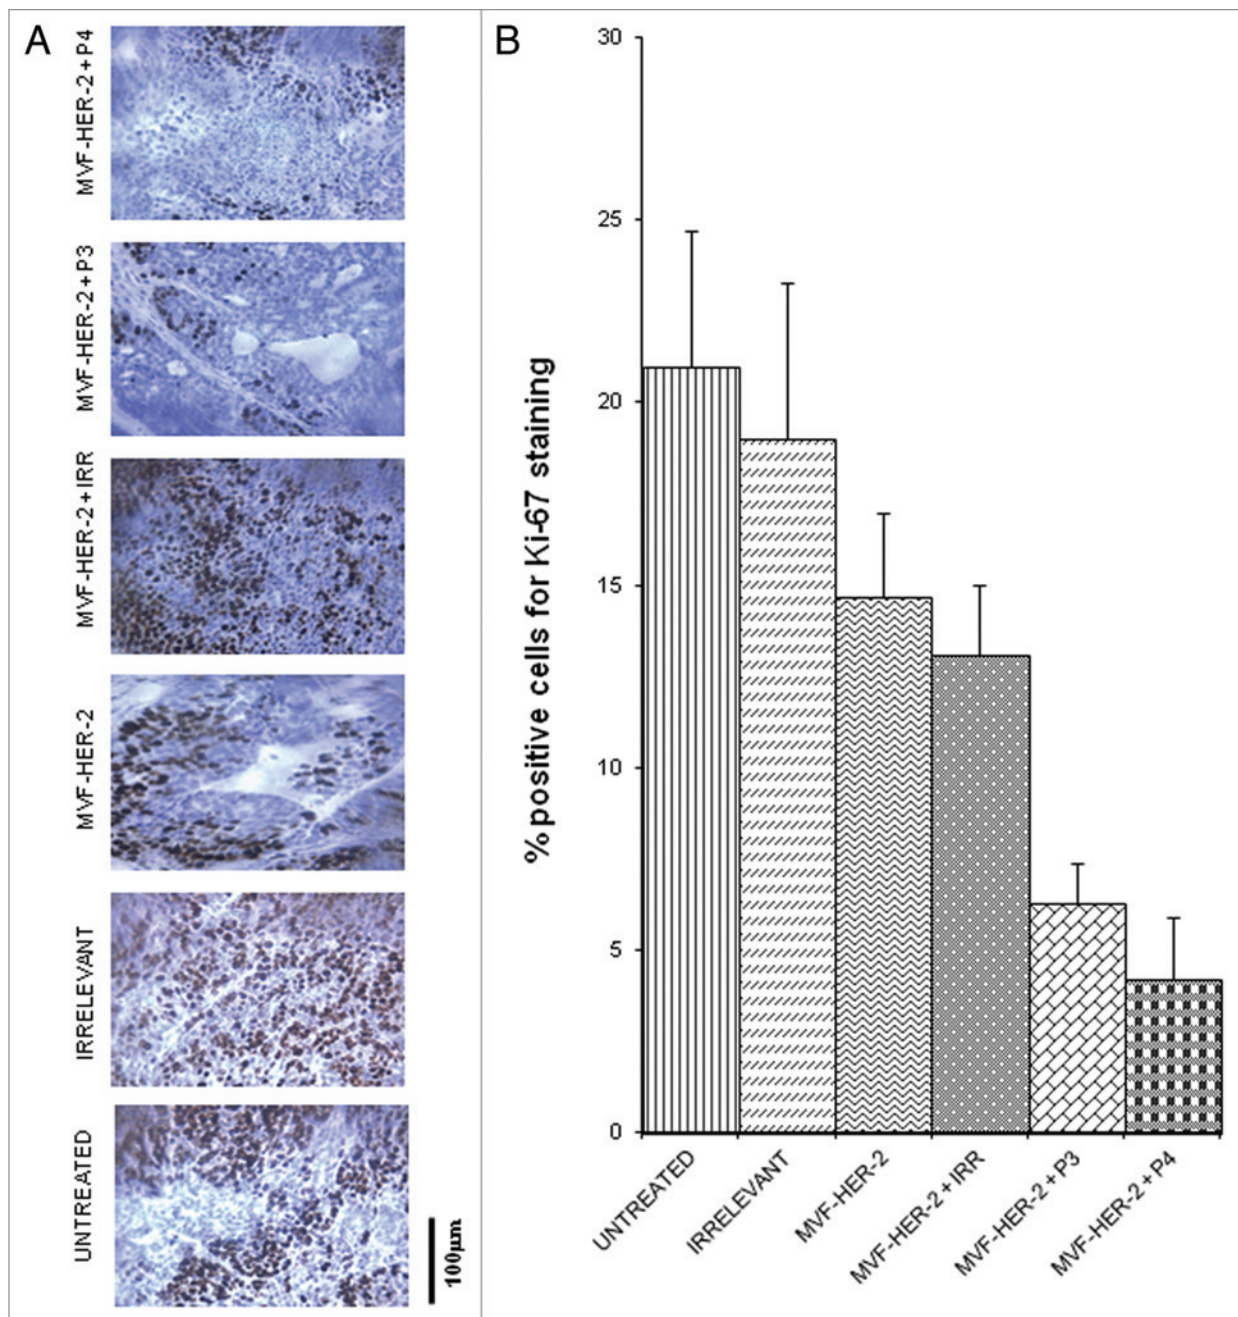 A
MVF-HER-2+P4
MVF-HER-2+P3
MVF-HER-2+IRR
MVF-HER-2
IRRELEVANT
UNTREATED
100μm
B
% positive cells for Ki-67 staining
30
25
20
15
10
5
0
UNTREATED
IRRELEVANT
MVF-HER-2
MVF-HER-2+IRR
MVF-HER-2+P3
MVF-HER-2+P4